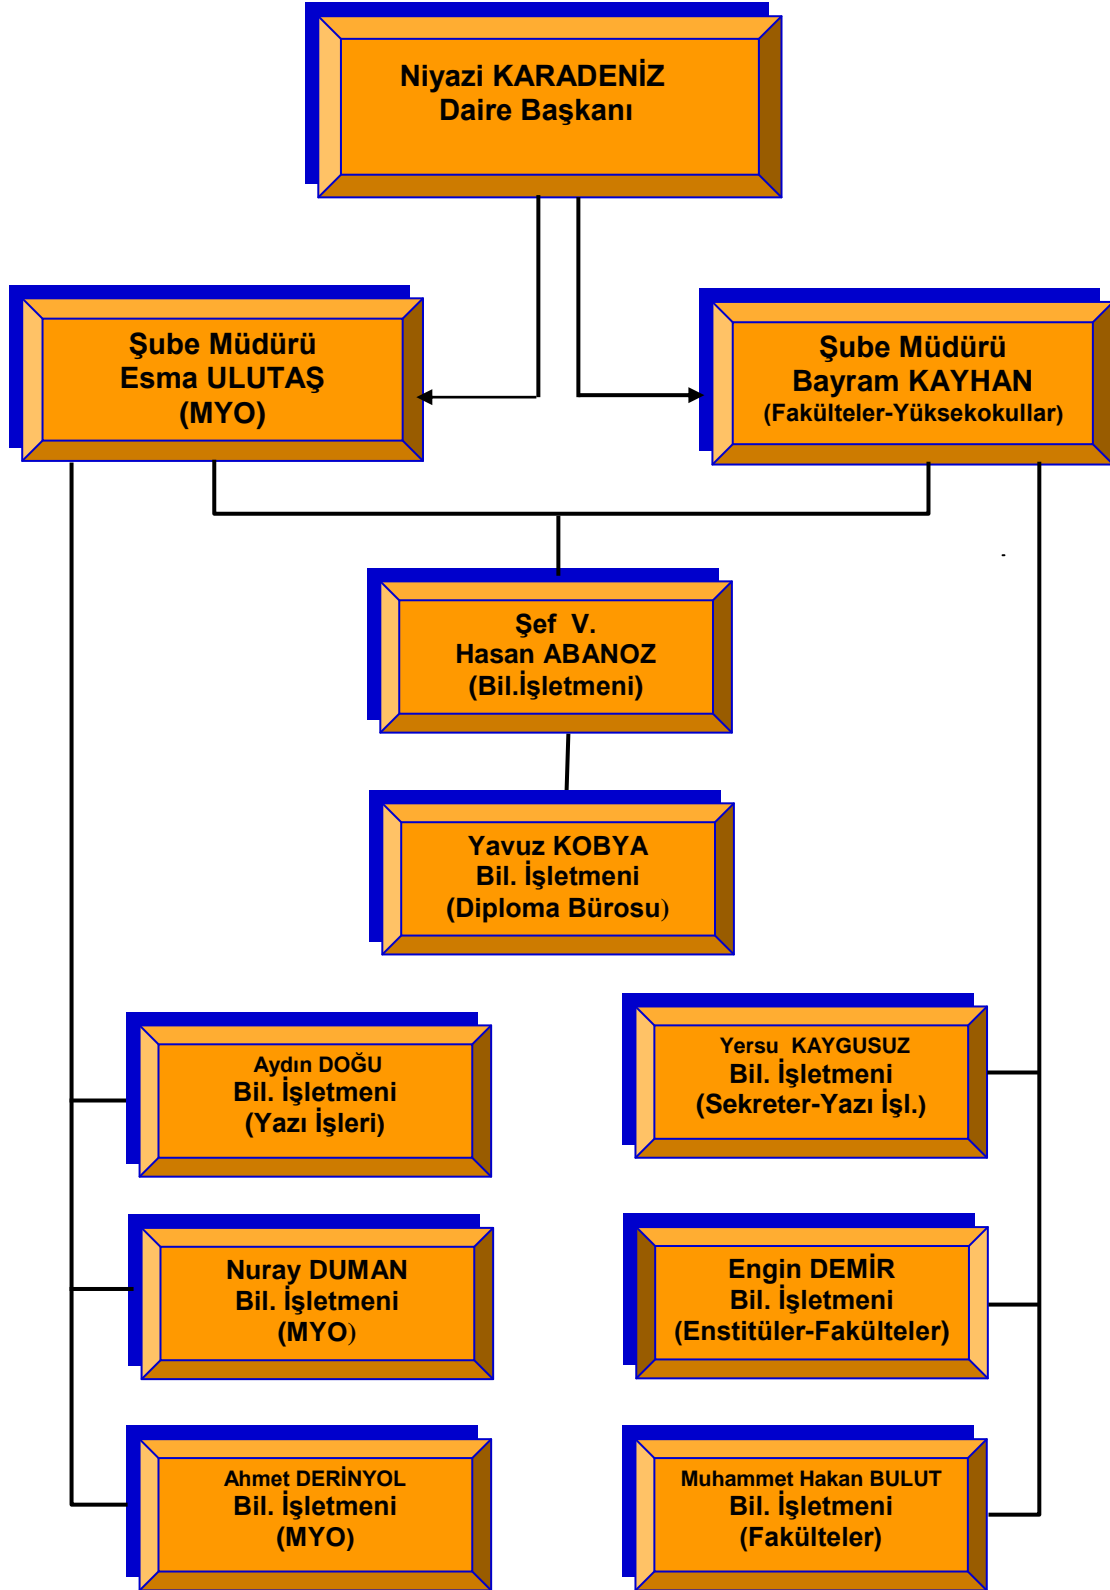 Niyazi KARADENİZ
Daire Başkanı
Şube Müdürü
Esma ULUTAŞ
(MYO)
Şube Müdürü
Bayram KAYHAN
(Fakülteler-Yüksekokullar)
-
Şef  V.
Hasan ABANOZ
(Bil.İşletmeni)
Yavuz KOBYA
Bil. İşletmeni
(Diploma Bürosu)
Aydın DOĞU
Bil. İşletmeni
(Yazı İşleri)
Yersu  KAYGUSUZ
Bil. İşletmeni
(Sekreter-Yazı İşl.)
Nuray DUMAN
Bil. İşletmeni
(MYO)
Engin DEMİR
Bil. İşletmeni
(Enstitüler-Fakülteler)
Ahmet DERİNYOL
Bil. İşletmeni
(MYO)
Muhammet Hakan BULUT
Bil. İşletmeni
(Fakülteler)